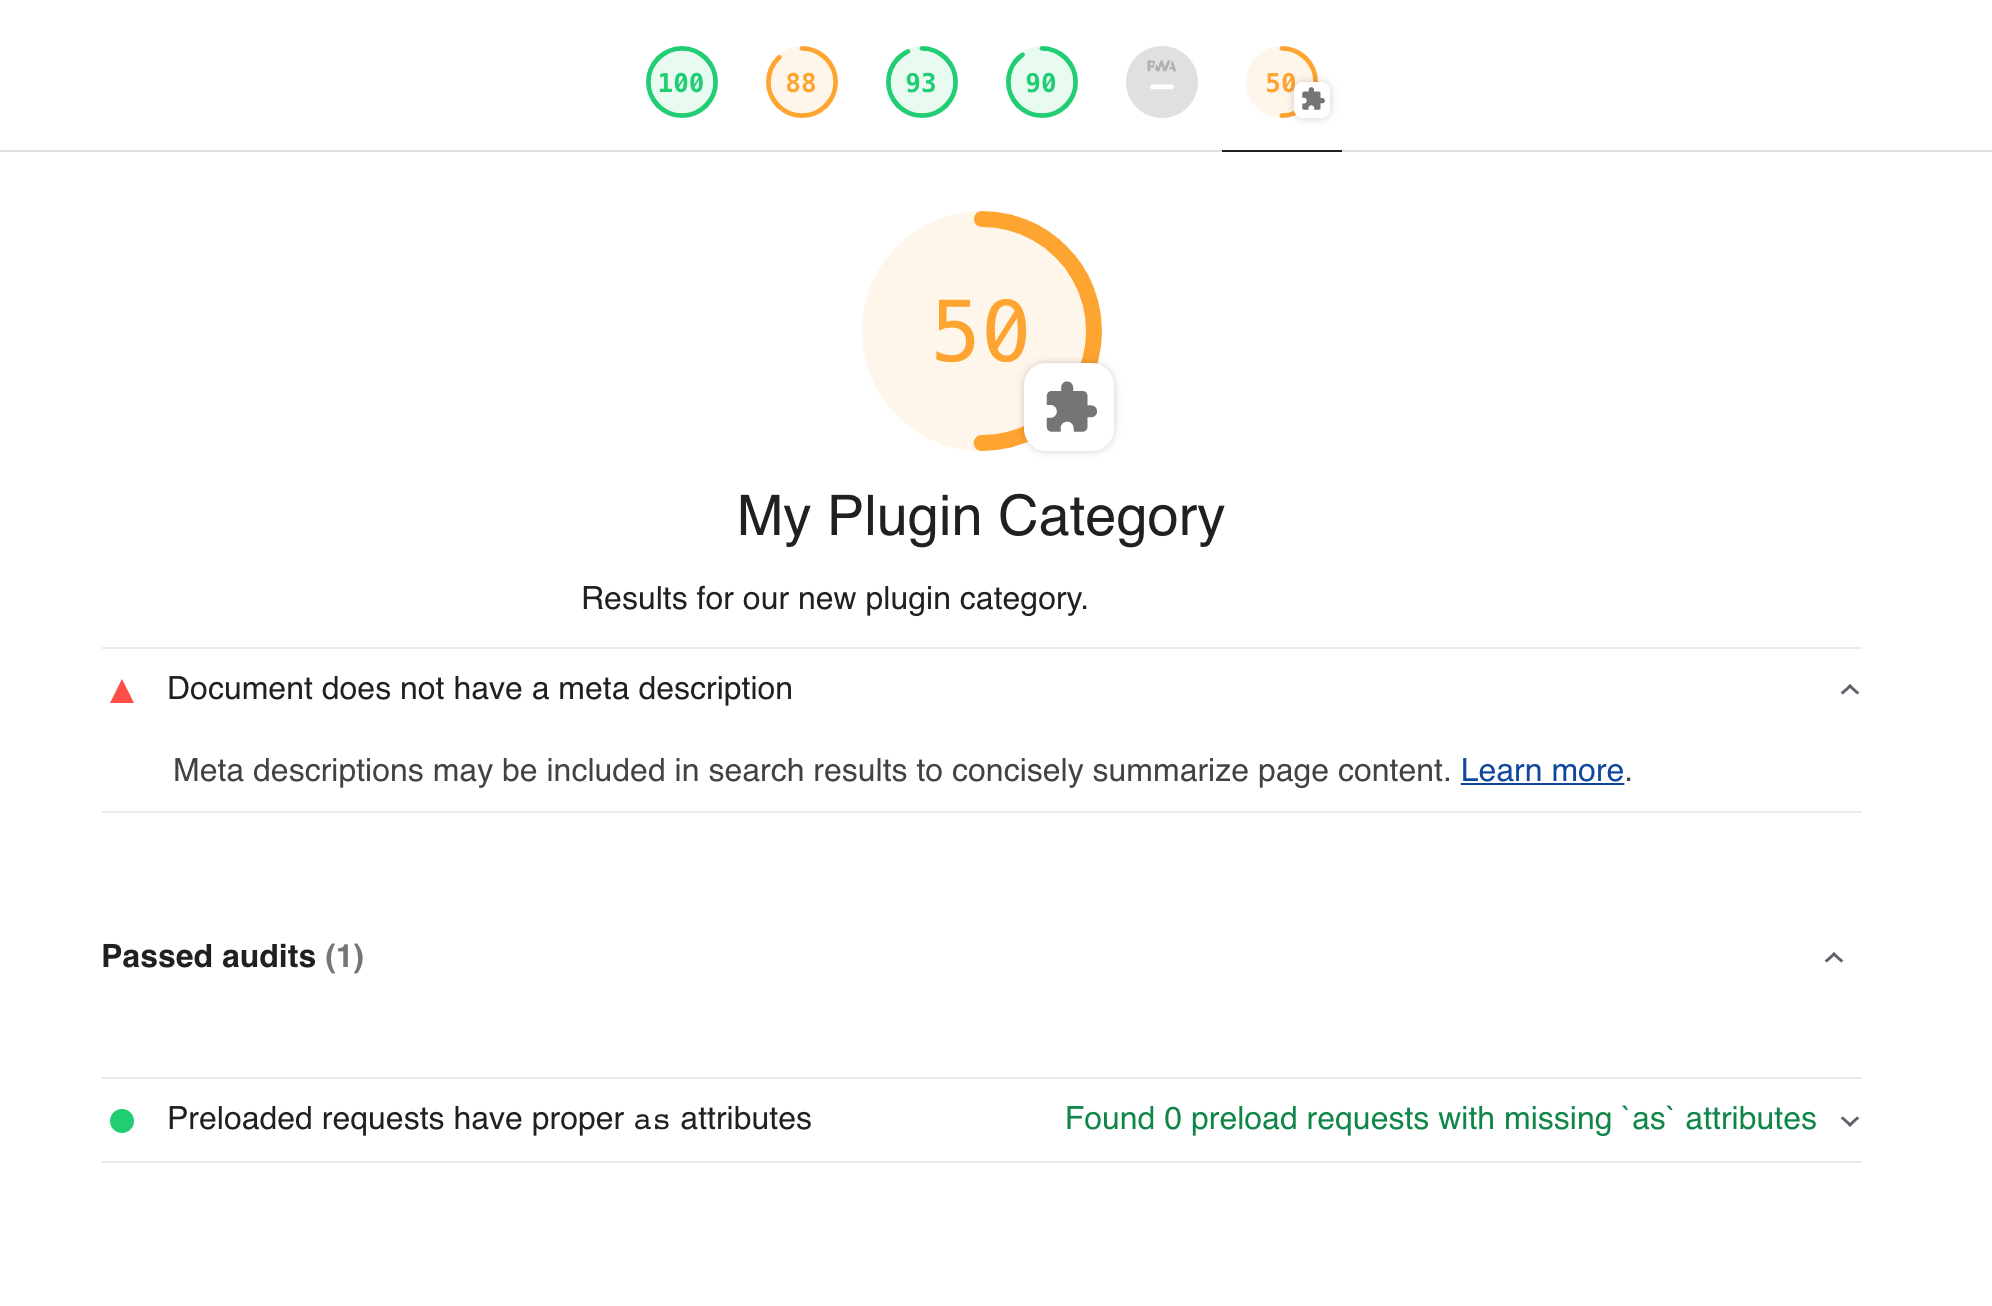 100 88 93 90 PWA 50
50
My Plugin Category
Results for our new plugin category.
Document does not have a meta description
Meta descriptions may be included in search results to concisely summarize page content. Learn more.
Passed audits (1)
Preloaded requests have proper as attributes Found 0 preload requests with missing `as` attributes